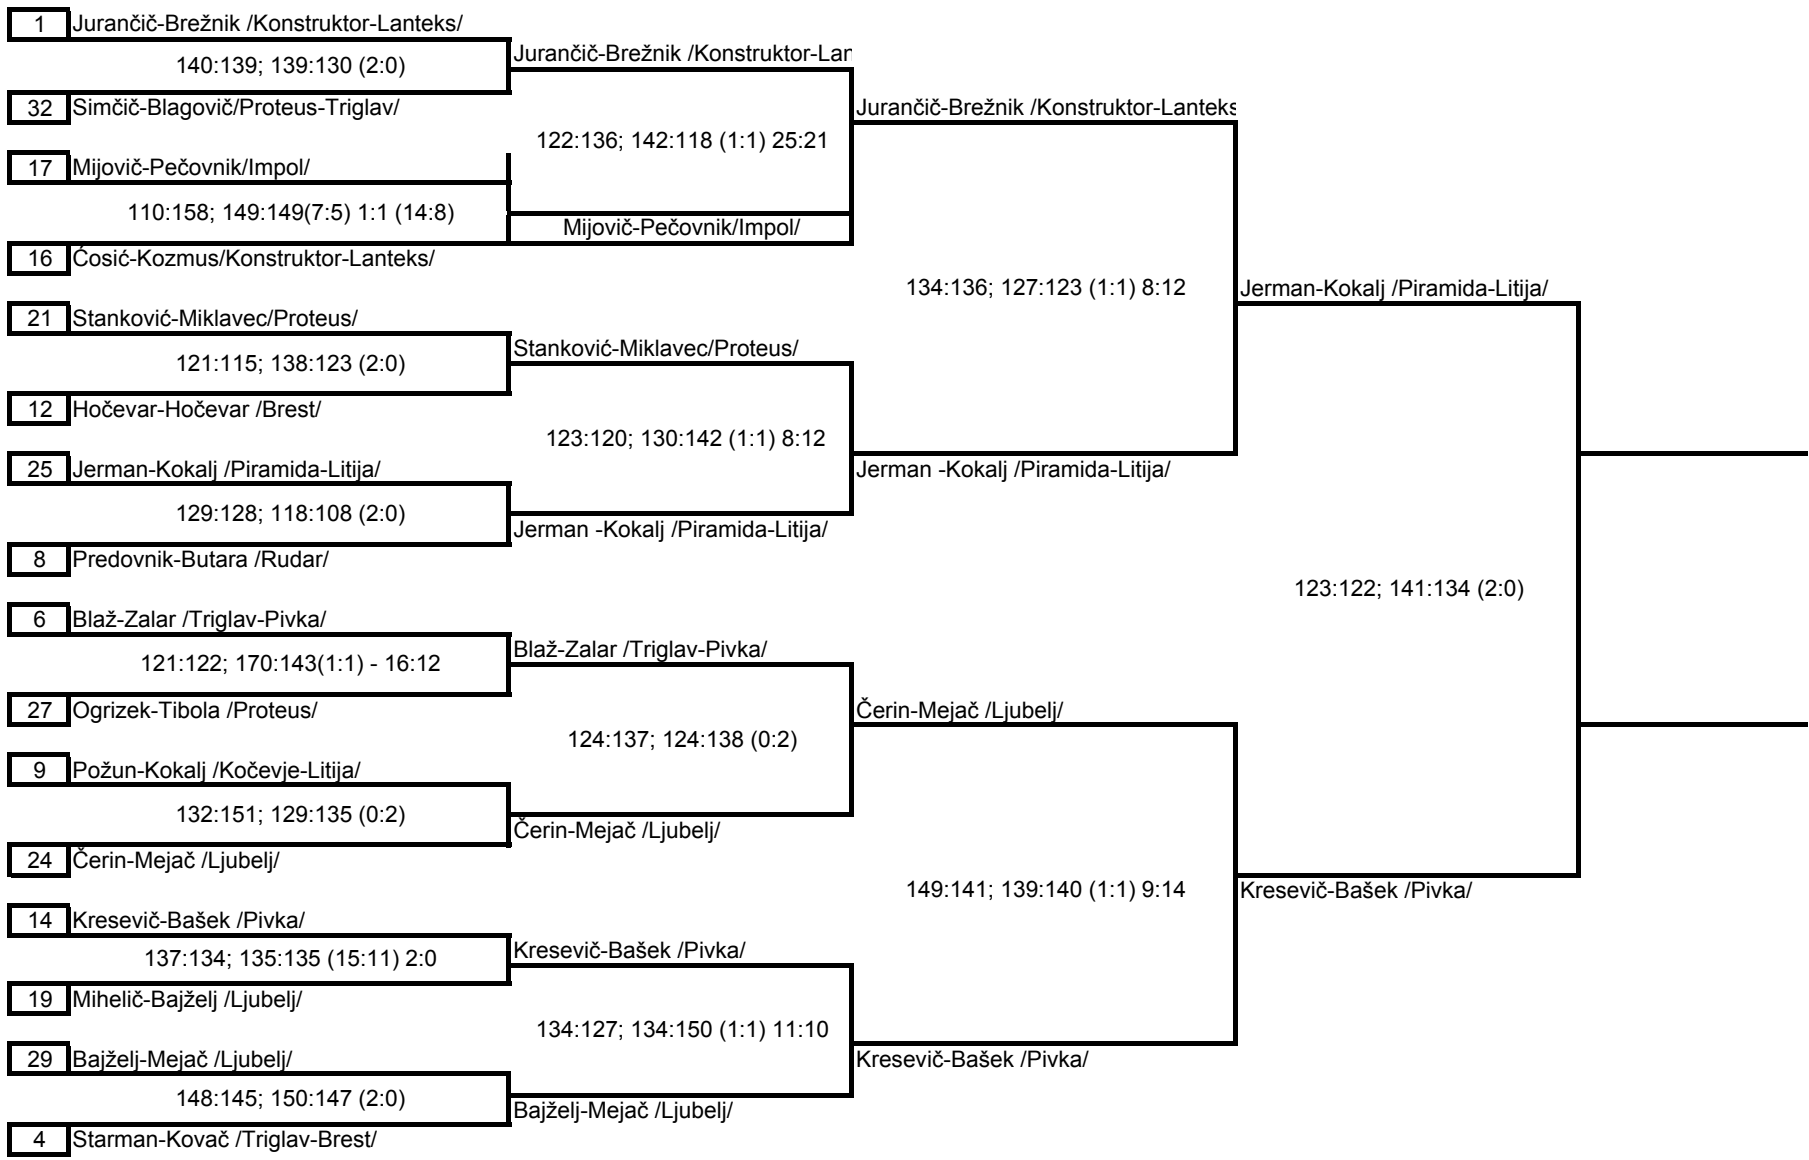 1 Jurančič-Brežnik /Konstruktor-Lanteks/
140:139; 139:130 (2:0)
32 Simčič-Blagovič/Proteus-Triglav/
17 Mijovič-Pečovnik/Impol/
110:158; 149:149(7:5) 1:1 (14:8)
16 Ćosić-Kozmus/Konstruktor-Lanteks/
21 Stanković-Miklavec/Proteus/
121:115; 138:123 (2:0)
12 Hočevar-Hočevar /Brest/
25 Jerman-Kokalj /Piramida-Litija/
129:128; 118:108 (2:0)
8 Predovnik-Butara /Rudar/
6 Blaž-Zalar /Triglav-Pivka/
121:122; 170:143(1:1) - 16:12
27 Ogrizek-Tibola /Proteus/
9 Požun-Kokalj /Kočevje-Litija/
132:151; 129:135 (0:2)
24 Čerin-Mejač /Ljubelj/
14 Kresevič-Bašek /Pivka/
137:134; 135:135 (15:11) 2:0
19 Mihelič-Bajželj /Ljubelj/
29 Bajželj-Mejač /Ljubelj/
148:145; 150:147 (2:0)
4 Starman-Kovač /Triglav-Brest/
Jurančič-Brežnik /Konstruktor-Lan
122:136; 142:118 (1:1) 25:21
Mijovič-Pečovnik/Impol/
Stanković-Miklavec/Proteus/
123:120; 130:142 (1:1) 8:12
Jerman -Kokalj /Piramida-Litija/
Blaž-Zalar /Triglav-Pivka/
124:137; 124:138 (0:2)
Čerin-Mejač /Ljubelj/
Kresevič-Bašek /Pivka/
134:127; 134:150 (1:1) 11:10
Bajželj-Mejač /Ljubelj/
Jurančič-Brežnik /Konstruktor-Lanteks
134:136; 127:123 (1:1) 8:12
Jerman -Kokalj /Piramida-Litija/
Čerin-Mejač /Ljubelj/
149:141; 139:140 (1:1) 9:14
Kresevič-Bašek /Pivka/
Jerman-Kokalj /Piramida-Litija/
123:122; 141:134 (2:0)
Kresevič-Bašek /Pivka/